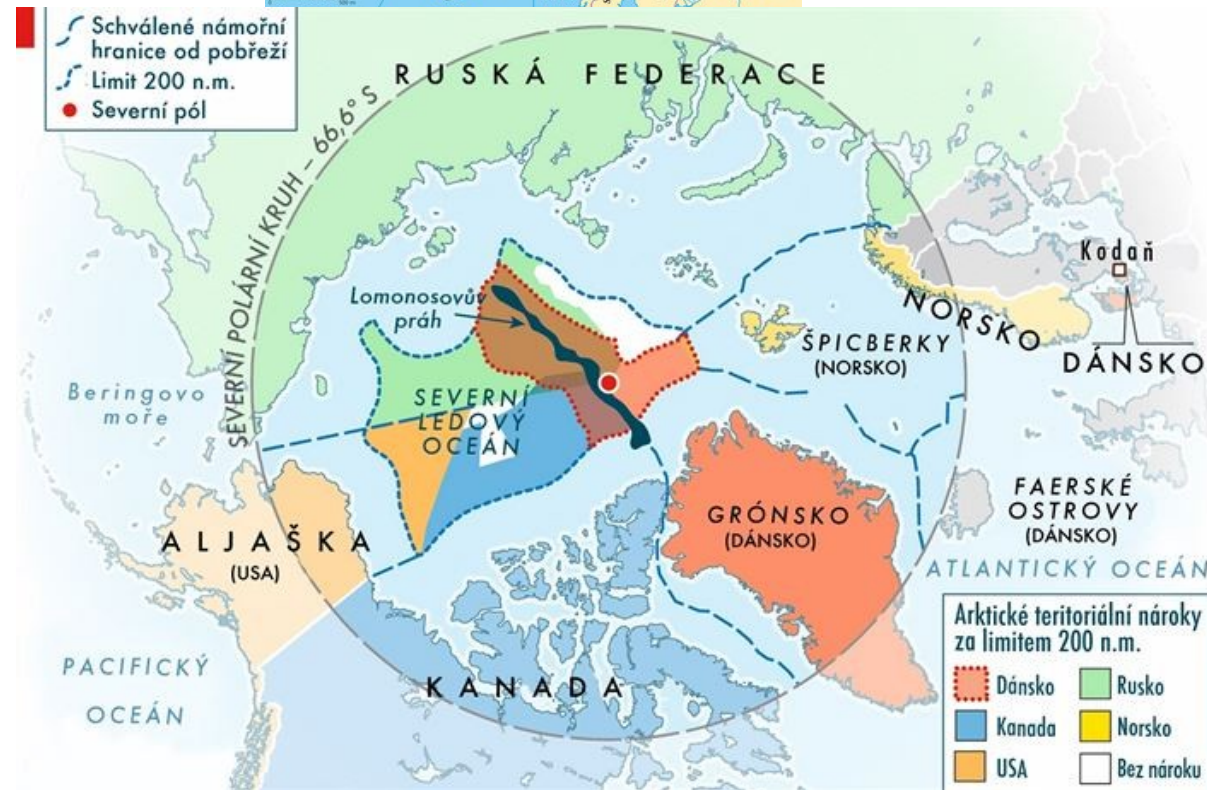 Schválené námořní
hranice od pobřeží
Limit 200 n.m.
Severní pól
SEVERNÍ POLÁRNÍ KRUH – 66,6° S
RUSKÁ FEDERACE
Lomonosovův
práh
Beringovo
moře
SEVERNÍ
LEDOVÝ
OCEÁN
Kodaň
NORSKO
ŠPICBERKY
(NORSKO)
DÁNSKO
ALJAŠKA
(USA)
GRÓNSKO
(DÁNSKO)
FAERSKÉ
OSTROVY
(DÁNSKO)
ATLANTICKÝ OCEÁN
PACIFICKÝ
OCEÁN
KANADA
Arktické teritoriální nároky
za limitem 200 n.m.
Dánsko
Rusko
Kanada
Norsko
USA
Bez nároku